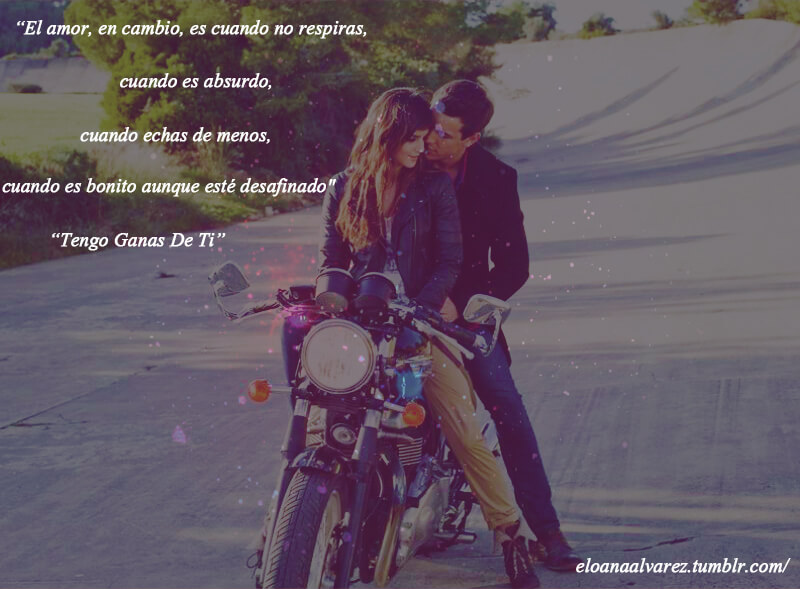 “El amor, en cambio, es cuando no respiras,
cuando es absurdo,
cuando echas de menos,
cuando es bonito aunque esté desafinado"
“Tengo Ganas De Ti”
eloanaalvarez.tumblr.com/